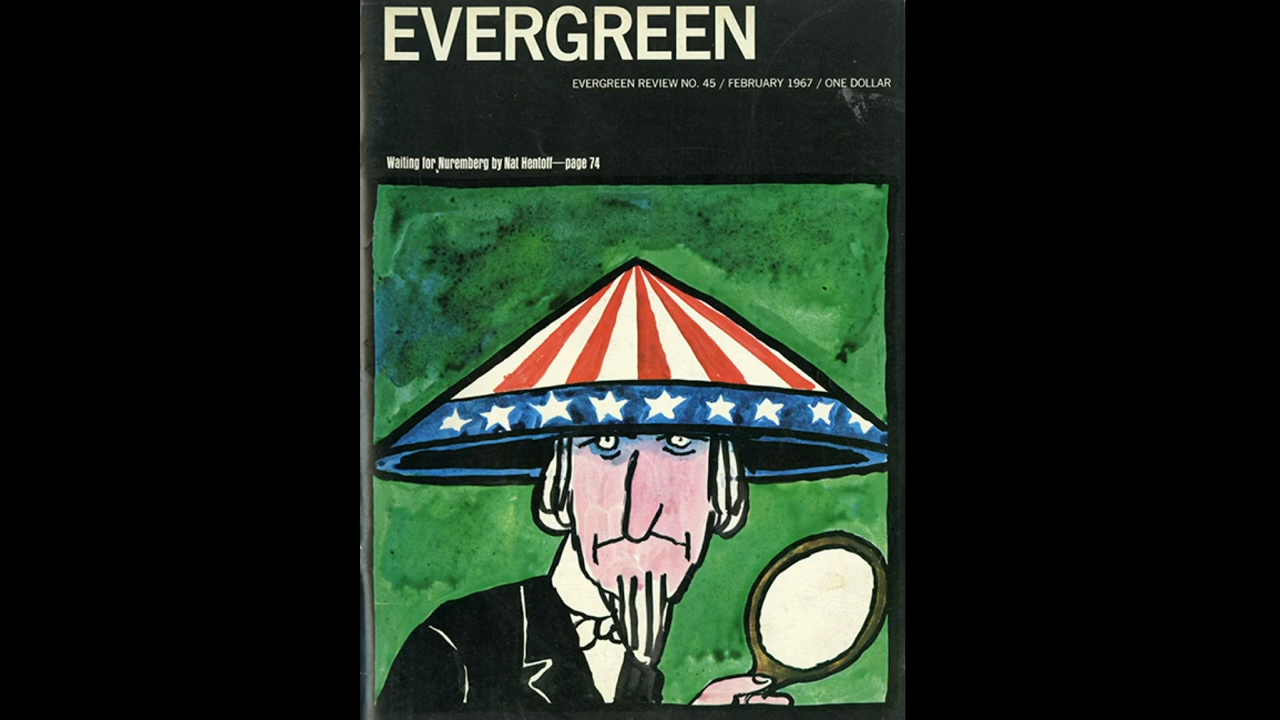 EVERGREEN
EVERGREEN REVIEW NO. 45 / FEBRUARY 1967 / ONE DOLLAR
Waiting for Nuremberg by Nat Hentoff—page 74